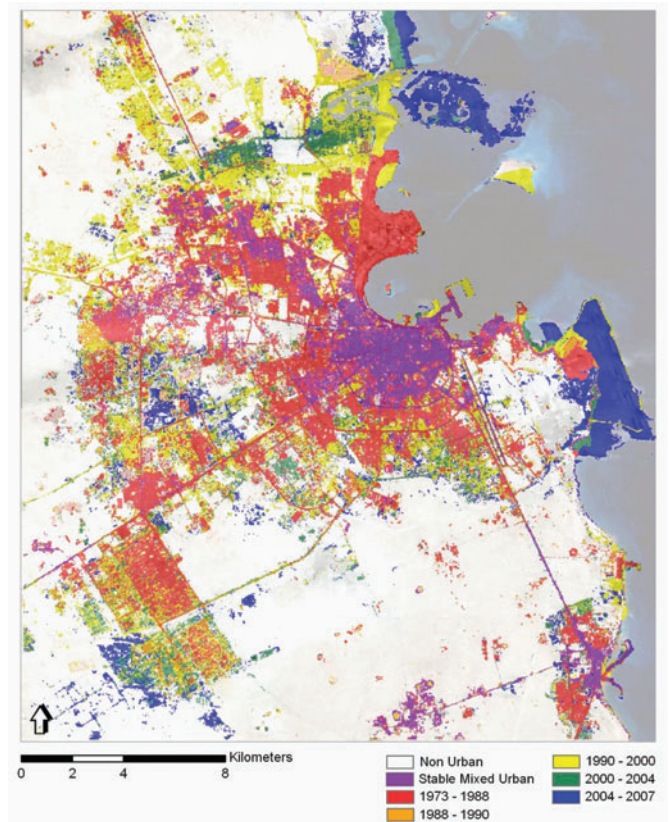 Kilometers
0 2 4 8
Non Urban
Stable Mixed Urban
1973 - 1988
1988 - 1990
1990 - 2000
2000 - 2004
2004 - 2007